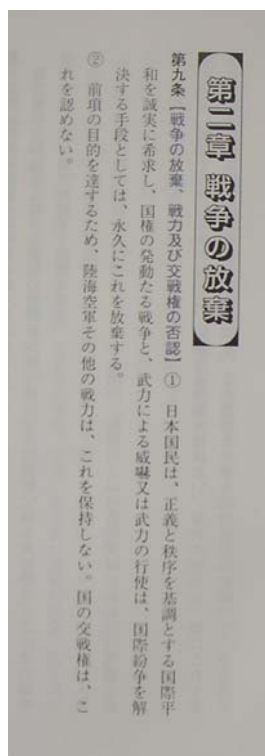 第二章 戦争の放棄
第九条【戦争の放棄、戦力及び交戦権の否認】① 日本国民は、正義と秩序を基調とする国際平
和を誠実に希求し、国権の発動たる戦争と、武力による威嚇又は武力の行使は、国際紛争を解
決する手段としては、永久にこれを放棄する。
② 前項の目的を達するため、陸海空軍その他の戦力は、これを保持しない。国の交戦権は、こ
れを認めない。